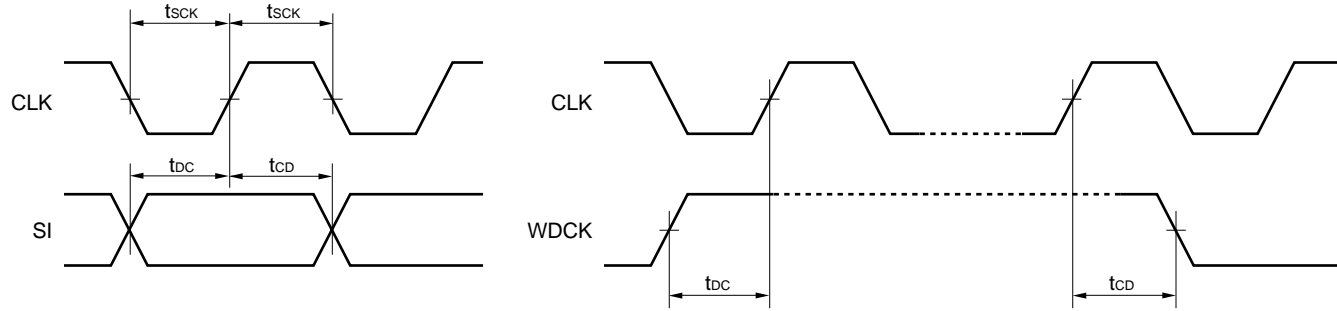 tSCK tSCK
CLK
CLK
tDC tCD
SI
WDCK
tDC
tCD